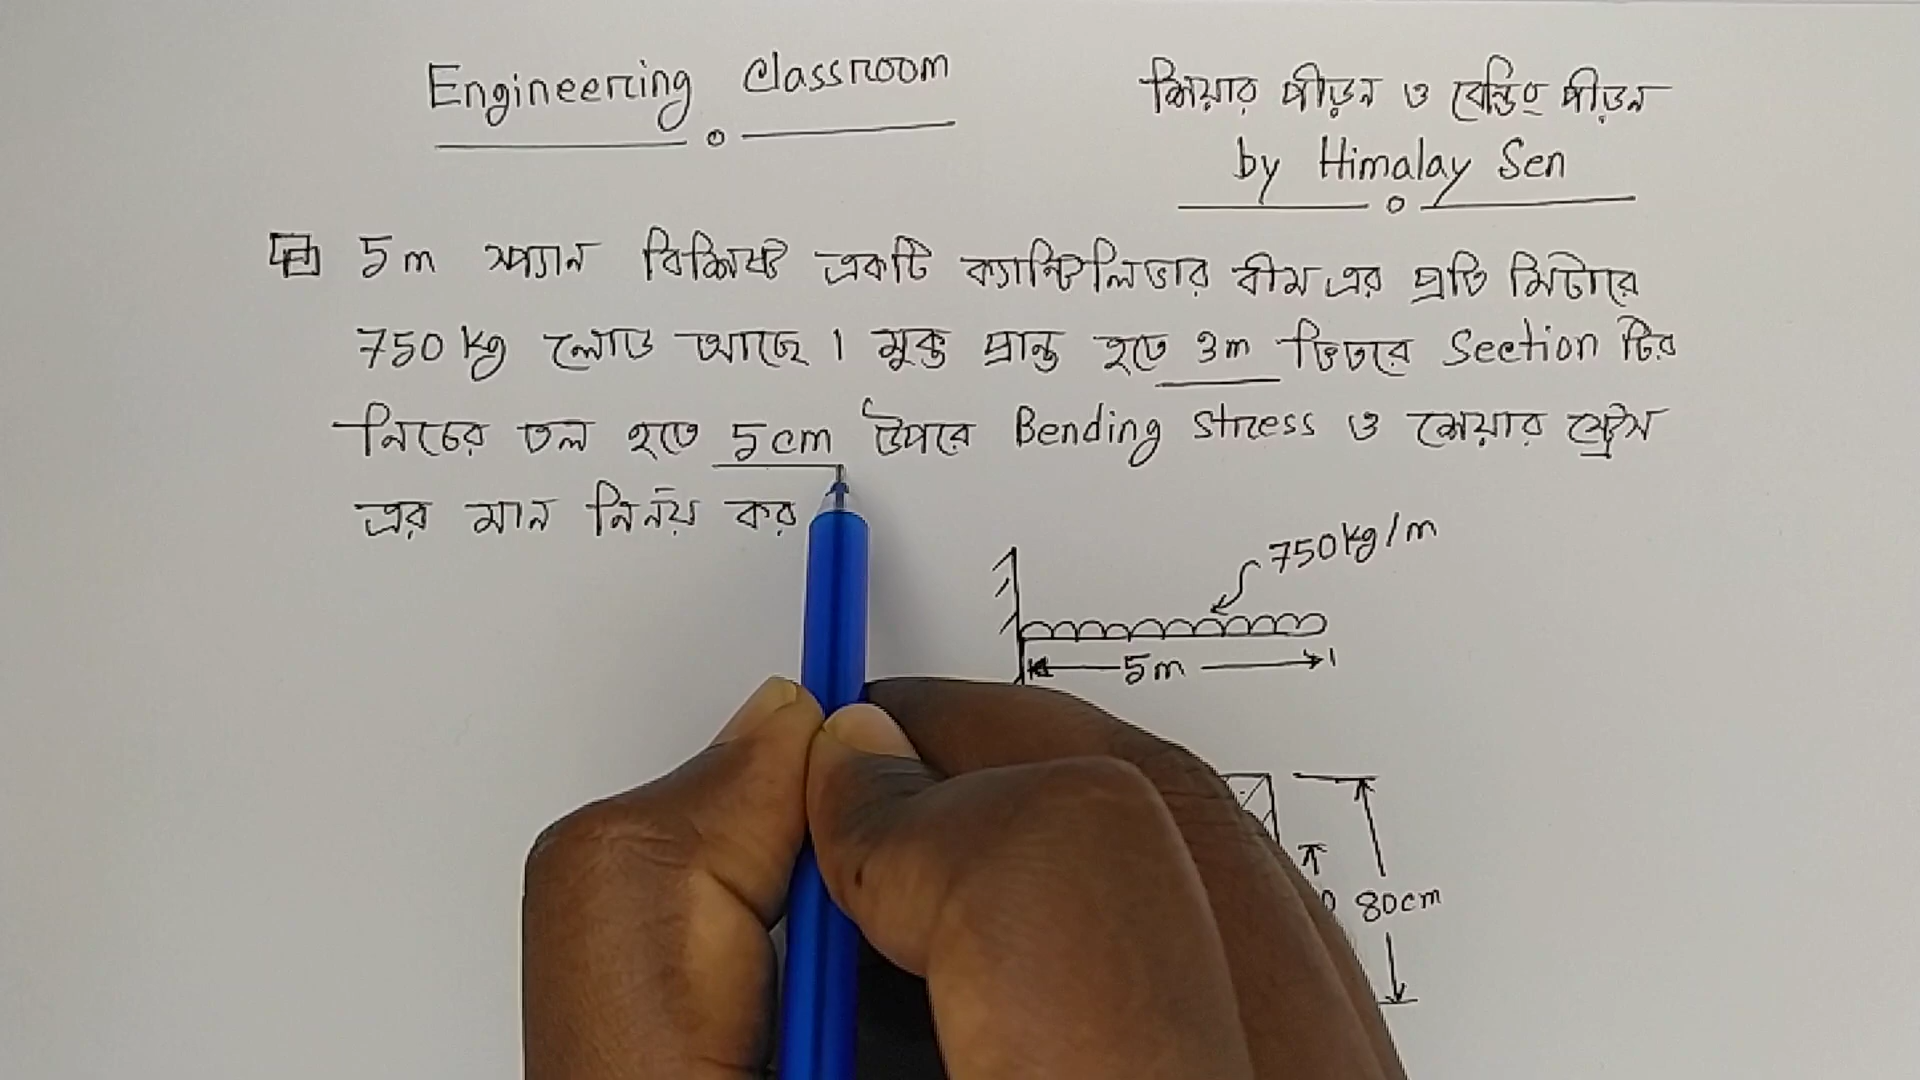 Engineering Classroom
শিয়ার পীড়ন ও বেন্ডিং পীড়ন
by Himalay Sen
5m স্প্যান বিশিষ্ট একটি ক্যান্টিলিভার বীম এর প্রতি মিটারে
750 kg লোড আছে। মুক্ত প্রান্ত হতে 3m ভিতরে Section টির
নিচের তল হতে 5cm উপরে Bending stress ও শেয়ার স্ট্রেস
এর মান নির্নয় কর
750kg/m
5m
80cm